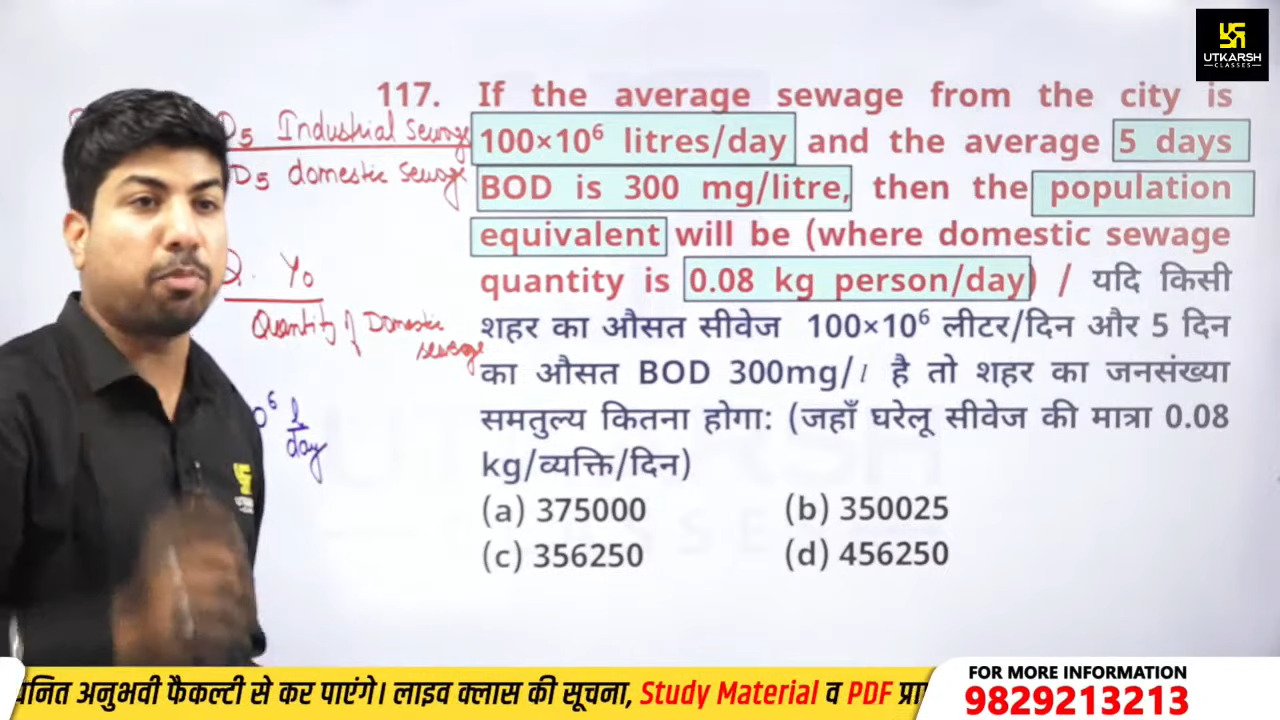 UTKARSH
CLASSES
117. If the average sewage from the city is
D5 Industrial Sewage
100×10⁶ litres/day and the average 5 days
D5 domestic sewage
BOD is 300 mg/litre, then the population
equivalent will be (where domestic sewage
Q. Y0
quantity is 0.08 kg person/day) / यदि किसी
Quantity of Domestic
sewage
शहर का औसत सीवेज 100×10⁶ लीटर/दिन और 5 दिन
का औसत BOD 300mg/l है तो शहर का जनसंख्या
समतुल्य कितना होगा: (जहाँ घरेलू सीवेज की मात्रा 0.08
l/day
kg/व्यक्ति/दिन)
(a) 375000 (b) 350025
(c) 356250 (d) 456250
UTKARSH
अनुभवी फैकल्टी से कर पाएंगे। लाइव क्लास की सूचना, Study Material व PDF
FOR MORE INFORMATION
9829213213